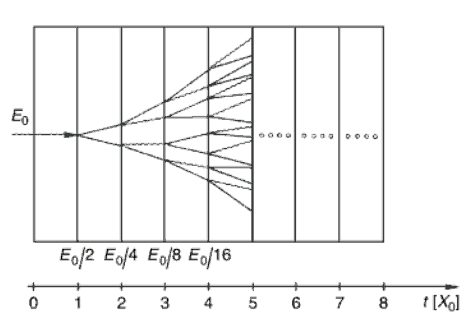 E₀
E₀/2 E₀/4 E₀/8 E₀/16
0 1 2 3 4 5 6 7 8 t [X₀]